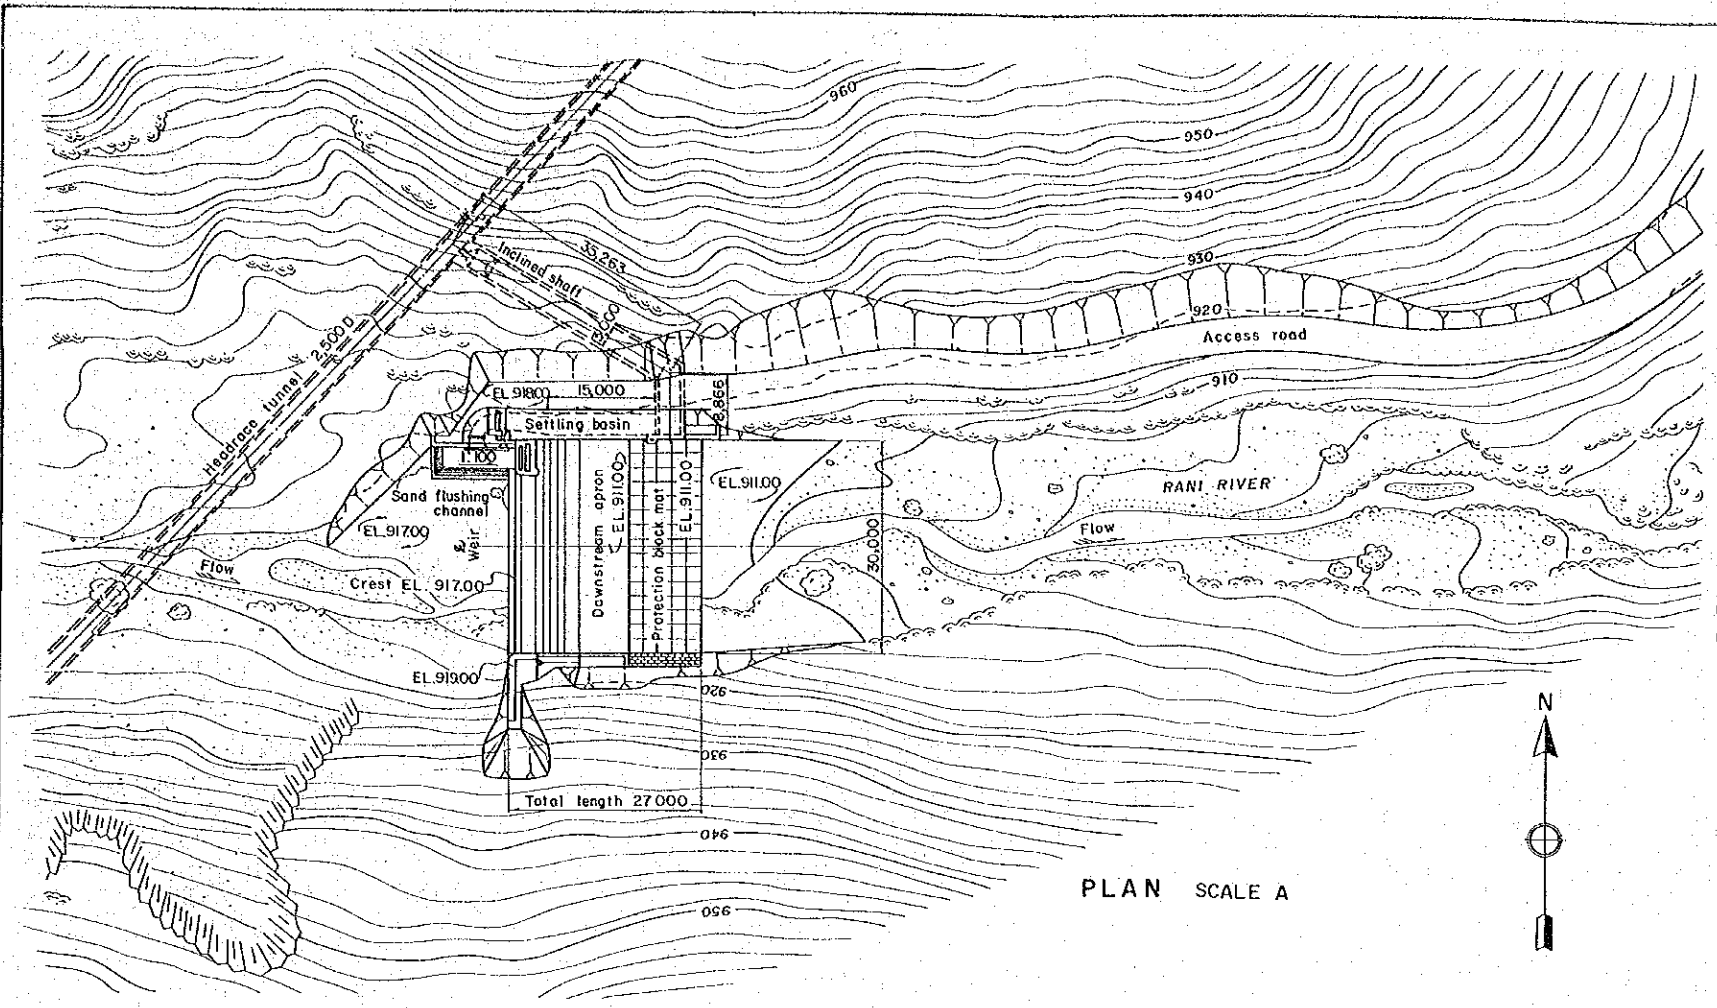 960
950
940
930
35,263
Inclined shaft
3,000
920
Access road
2,500 D
Headrace tunnel
910
EL.918.00
15,000
8,866
Settling basin
1:100
Sand flushing
channel
EL.917.00
Weir
Downstream apron
EL.911.00
Protection block mat
EL.911.00
EL.911.00
30,000
RANI RIVER
Flow
Flow
Crest EL. 917.00
EL.919.00
920
930
Total length 27,000
940
950
N
PLAN SCALE A